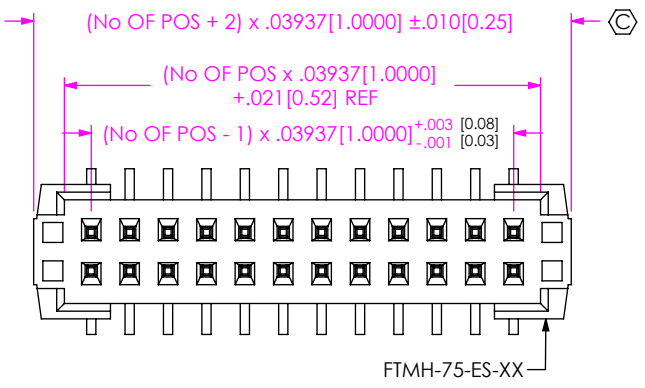 (No OF POS + 2) x .03937[1.0000] ±.010[0.25]
C
(No OF POS x .03937[1.0000]
+.021[0.52] REF
(No OF POS - 1) x .03937[1.0000] +.003 [0.08]
-.001 [0.03]
FTMH-75-ES-XX